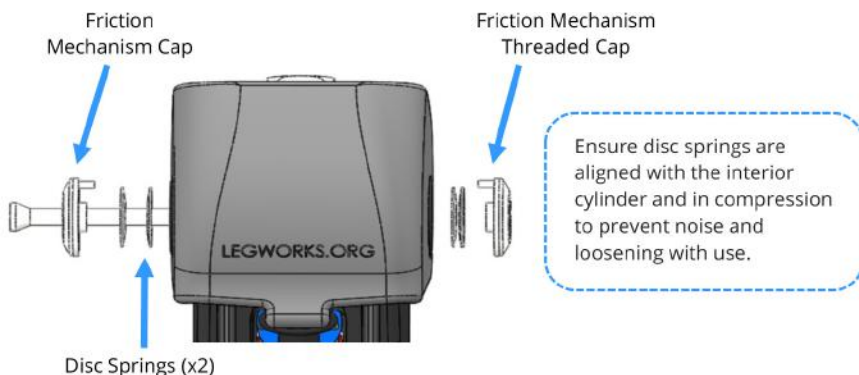 Friction
Mechanism Cap
Friction Mechanism
Threaded Cap
Ensure disc springs are
aligned with the interior
cylinder and in compression
to prevent noise and
loosening with use.
LEGWORKS.ORG
Disc Springs (x2)